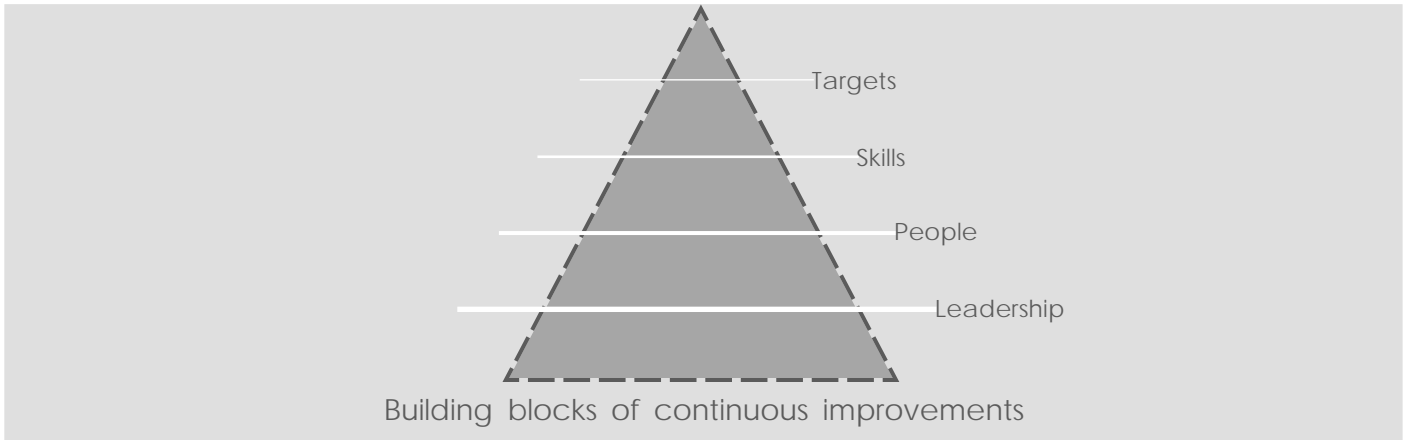 Targets
Skills
People
Leadership
Building blocks of continuous improvements